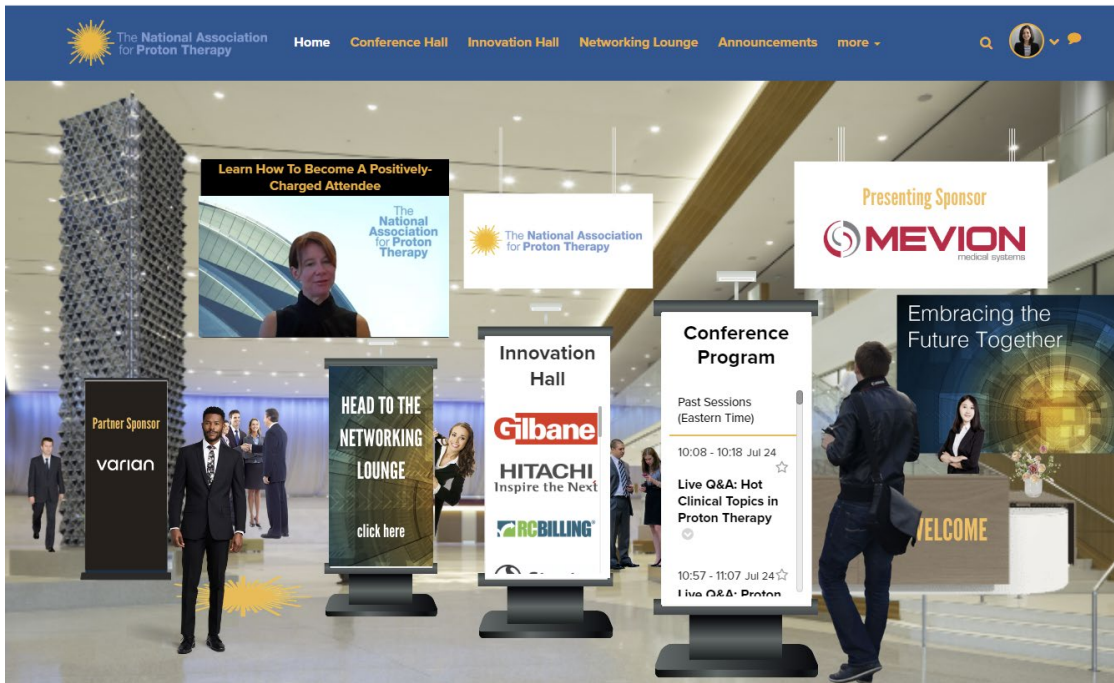 The National Association
for Proton Therapy
Home
Conference Hall
Innovation Hall
Networking Lounge
Announcements
more
Learn How To Become A Positively-
Charged Attendee
The
National
Association
for Proton
Therapy
The National Association
for Proton Therapy
Presenting Sponsor
MEVION
medical systems
Embracing the
Future Together
Partner Sponsor
varian
HEAD TO THE
NETWORKING
LOUNGE
click here
Innovation
Hall
Gilbane
HITACHI
Inspire the Next
RCBILLING
Conference
Program
Past Sessions
(Eastern Time)
10:08 - 10:18 Jul 24
Live Q&A: Hot
Clinical Topics in
Proton Therapy
10:57 - 11:07 Jul 24
Live Q&A: Proton
WELCOME